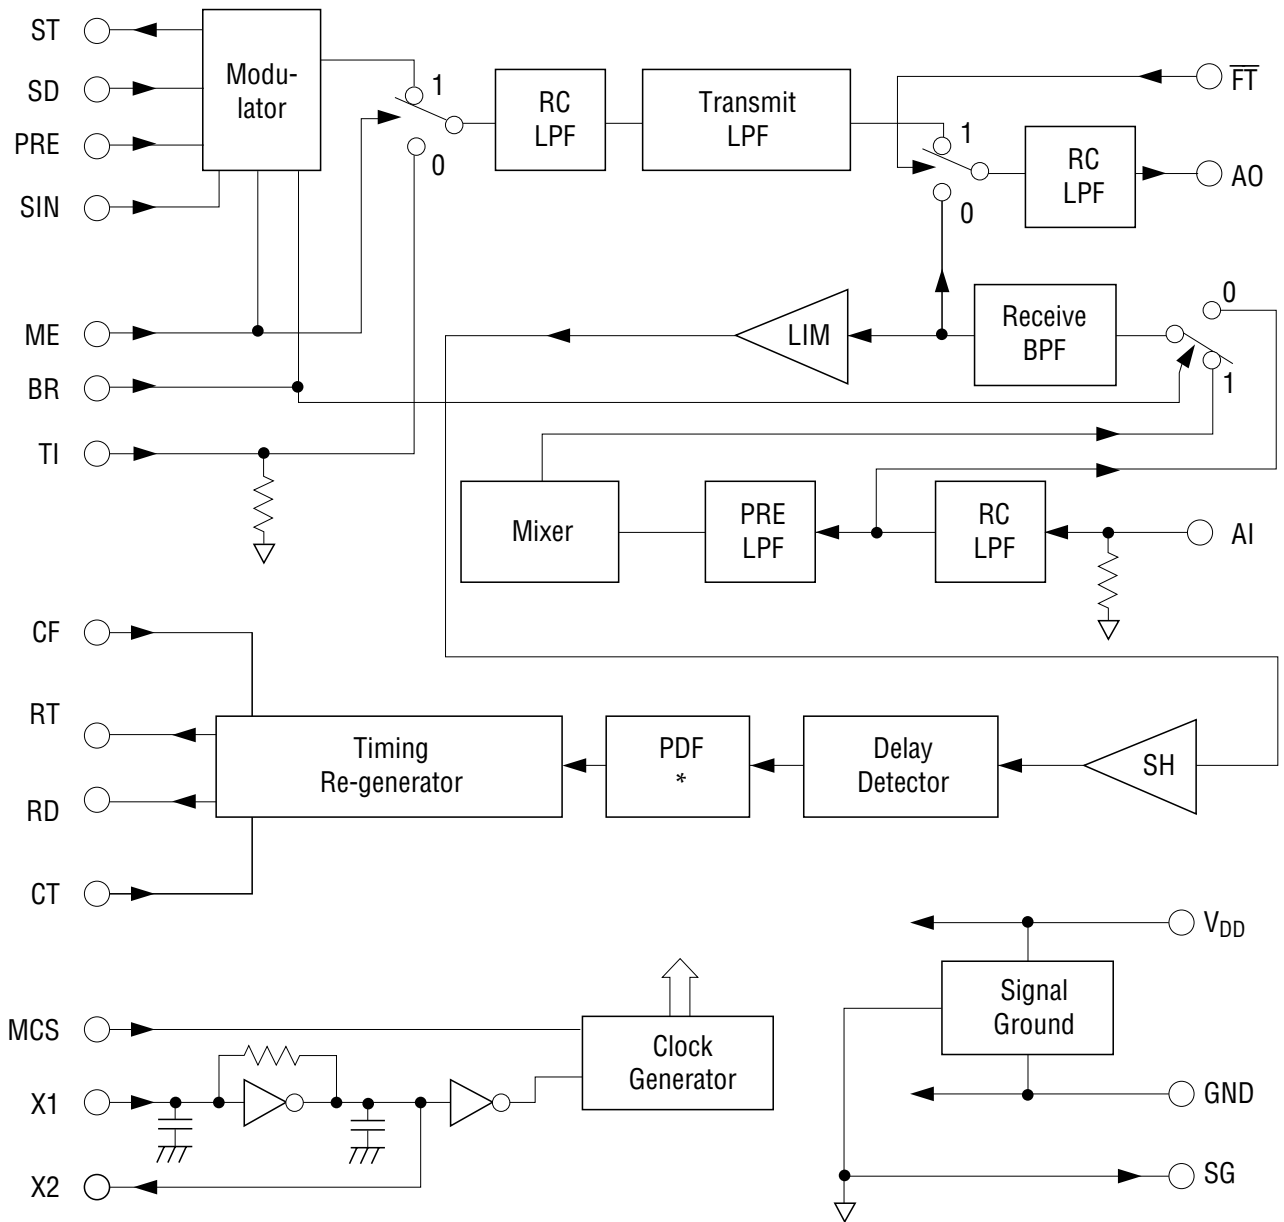 ST
SD
PRE
SIN
Modu-
lator
1
0
RC
LPF
Transmit
LPF
1
0
FT
RC
LPF
AO
ME
BR
TI
LIM
Receive
BPF
0
1
Mixer
PRE
LPF
RC
LPF
AI
CF
RT
RD
CT
Timing
Re-generator
PDF
*
Delay
Detector
SH
MCS
X1
X2
Clock
Generator
VDD
Signal
Ground
GND
SG